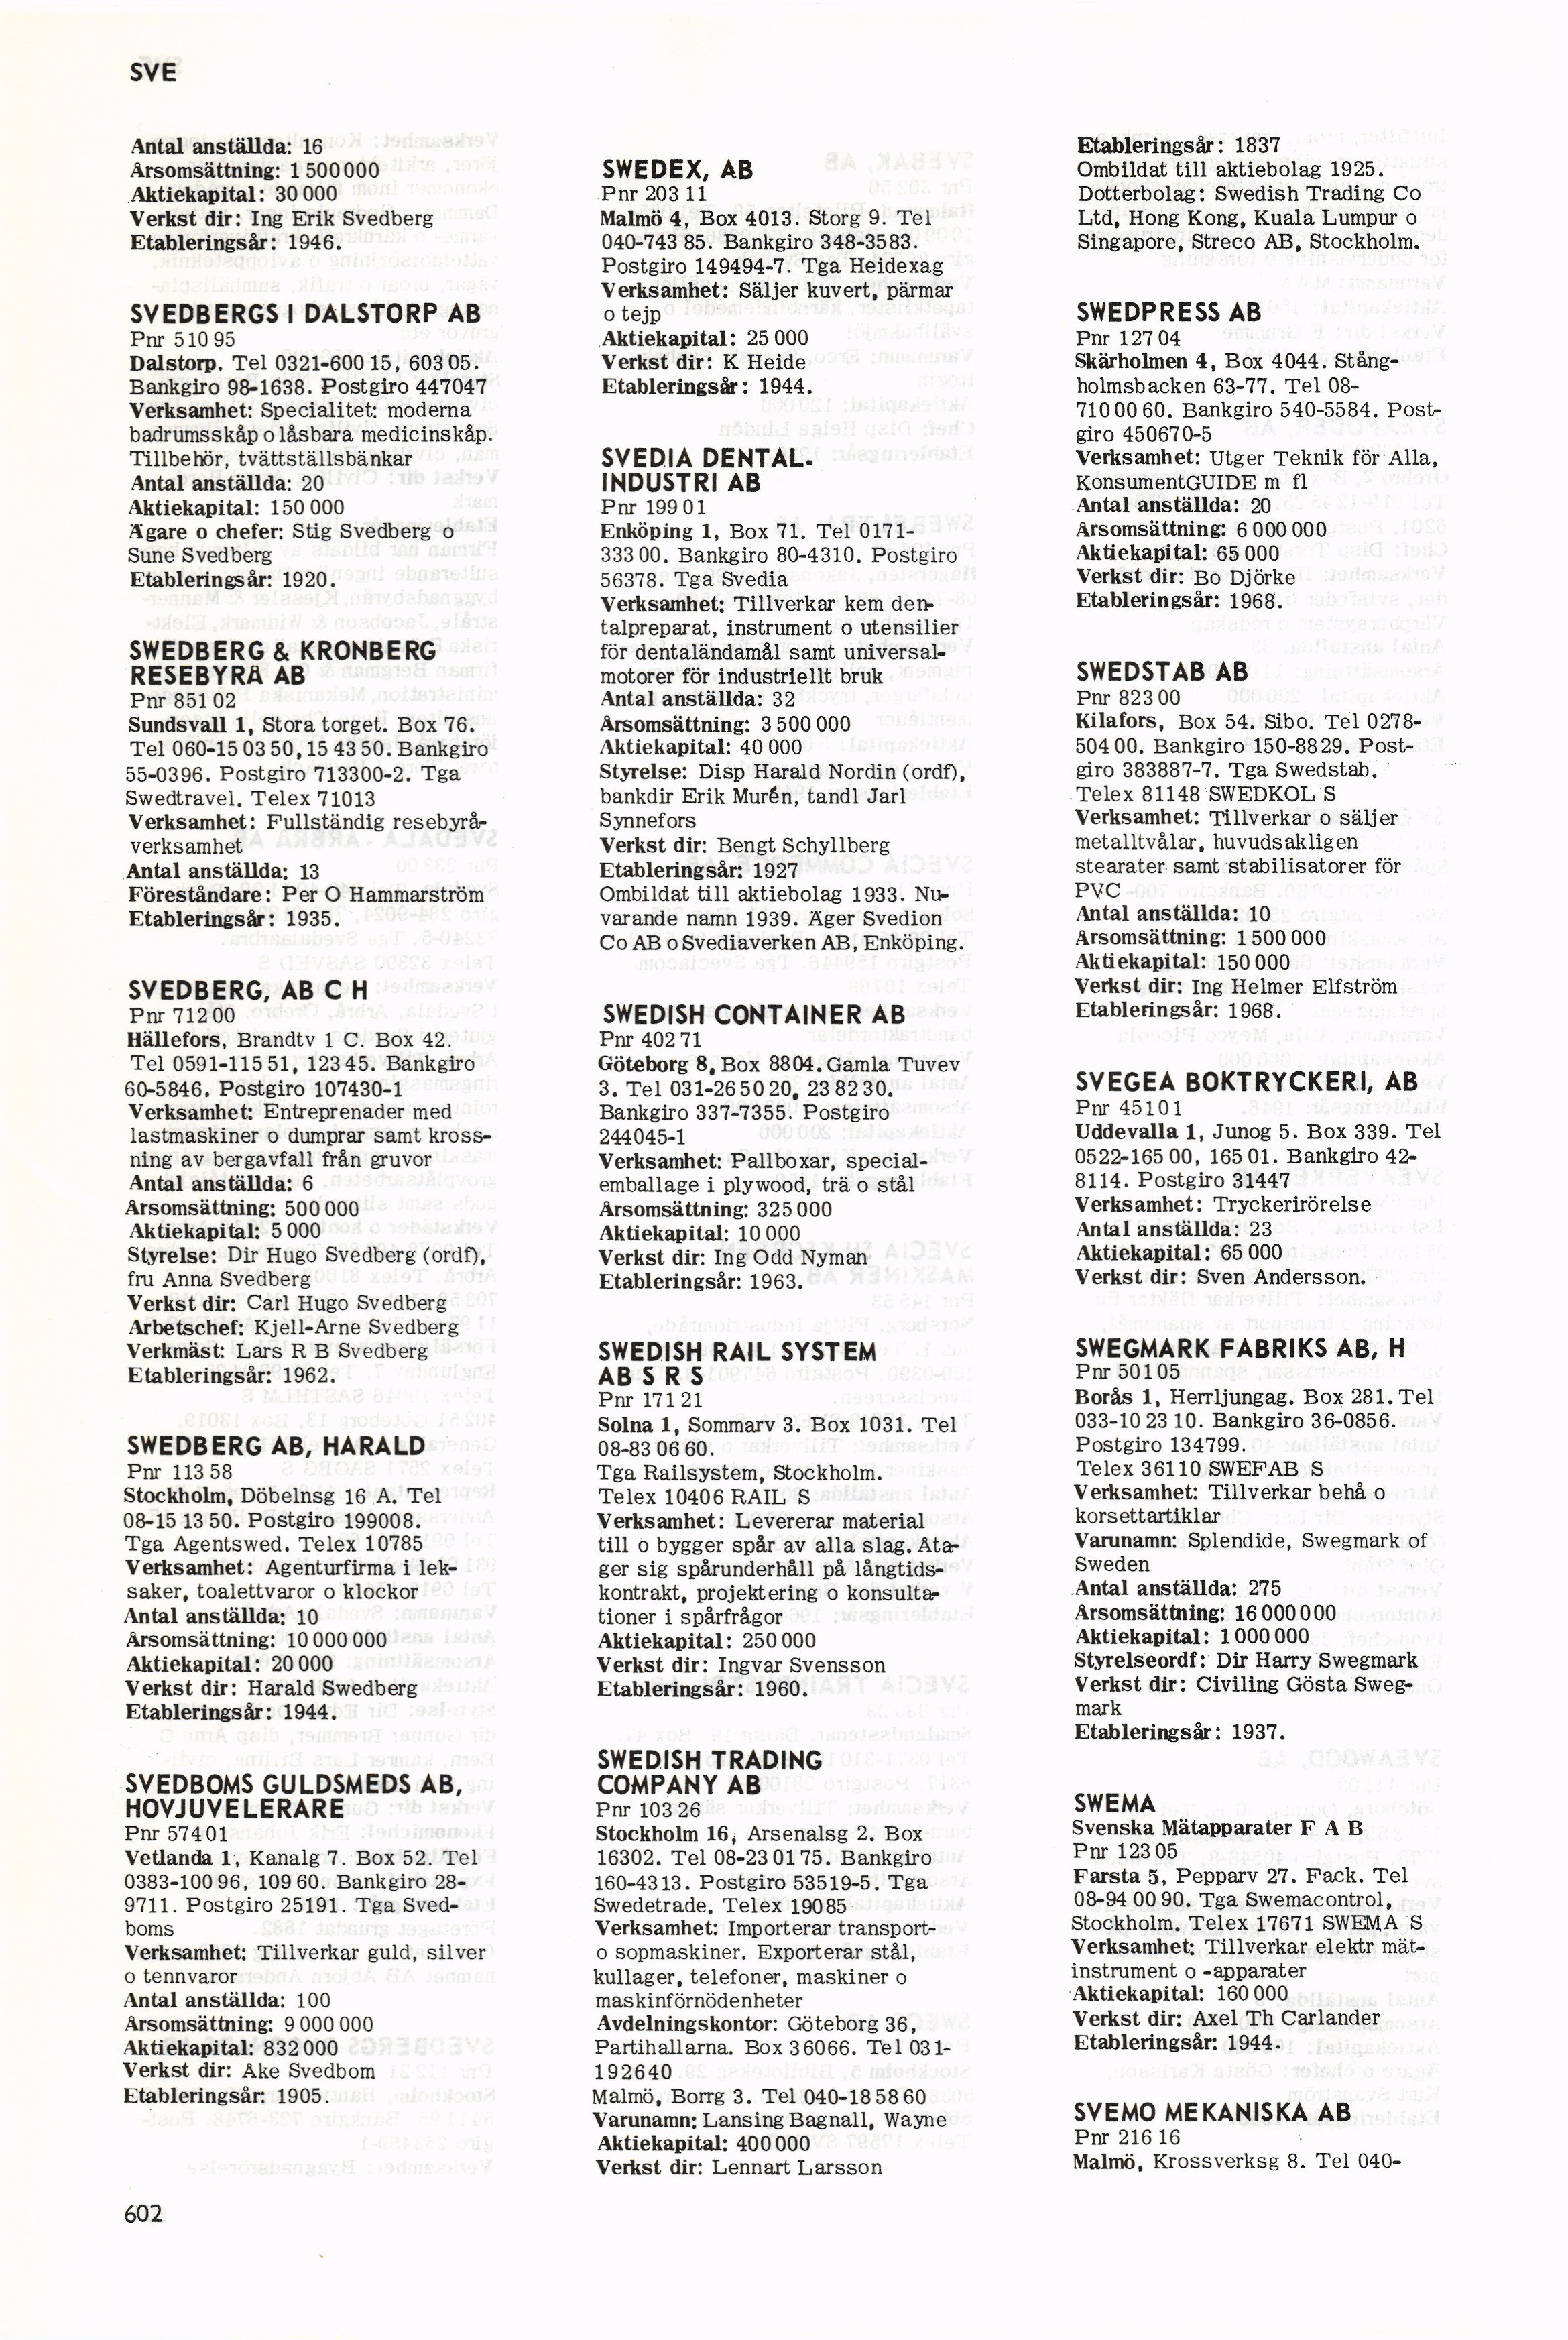 SVE
Antal anställda: 16
Årsomsättning: 1 500 000
Aktiekapital: 30 000
Verkst dir: Ing Erik Svedberg
Etableringsår: 1946.
SVEDBERGS I DALSTORP AB
Pnr 510 95
Dalstorp. Tel 0321-600 15, 603 05.
Bankgiro 98-1638. Postgiro 447047
Verksamhet: Specialitet: moderna
badrumsskåp o låsbara medicinskåp.
Tillbehör, tvättställsbänkar
Antal anställda: 20
Aktiekapital: 150 000
Ägare o chefer: Stig Svedberg o
Sune Svedberg
Etableringsår: 1920.
SWEDBERG & KRONBERG
RESEBYRÅ AB
Pnr 851 02
Sundsvall 1, Stora torget. Box 76.
Tel 060-15 03 50, 15 43 50. Bankgiro
55-0396. Postgiro 713300-2. Tga
Swedtravel. Telex 71013
Verksamhet: Fullständig resebyrå-
verksamhet
Antal anställda: 13
Föreståndare: Per O Hammarström
Etableringsår: 1935.
SVEDBERG, AB C H
Pnr 712 00
Hällefors, Brandtv 1 C. Box 42.
Tel 0591-115 51, 123 45. Bankgiro
60-5846. Postgiro 107430-1
Verksamhet: Entreprenader med
lastmaskiner o dumprar samt kross-
ning av bergavfall från gruvor
Antal anställda: 6
Årsomsättning: 500 000
Aktiekapital: 5 000
Styrelse: Dir Hugo Svedberg (ordf),
fru Anna Svedberg
Verkst dir: Carl Hugo Svedberg
Arbetschef: Kjell-Arne Svedberg
Verkmäst: Lars R B Svedberg
Etableringsår: 1962.
SWEDBERG AB, HARALD
Pnr 113 58
Stockholm, Döbelnsg 16 A. Tel
08-15 13 50. Postgiro 199008.
Tga Agentswed. Telex 10785
Verksamhet: Agenturfirma i lek-
saker, toalettvaror o klockor
Antal anställda: 10
Årsomsättning: 10 000 000
Aktiekapital: 20 000
Verkst dir: Harald Swedberg
Etableringsår: 1944.
SVEDBOMS GULDSMEDS AB,
HOVJUVELERARE
Pnr 574 01
Vetlanda 1, Kanalg 7. Box 52. Tel
0383-100 96, 109 60. Bankgiro 28-
9711. Postgiro 25191. Tga Sved-
boms
Verksamhet: Tillverkar guld, silver
o tennvaror
Antal anställda: 100
Årsomsättning: 9 000 000
Aktiekapital: 832 000
Verkst dir: Åke Svedbom
Etableringsår: 1905.
602
SWEDEX, AB
Pnr 203 11
Malmö 4, Box 4013. Storg 9. Tel
040-743 85. Bankgiro 348-3583.
Postgiro 149494-7. Tga Heidexag
Verksamhet: Säljer kuvert, pärmar
o tejp
Aktiekapital: 25 000
Verkst dir: K Heide
Etableringsår: 1944.
SVEDIA DENTAL-
INDUSTRI AB
Pnr 199 01
Enköping 1, Box 71. Tel 0171-
333 00. Bankgiro 80-4310. Postgiro
56378. Tga Svedia
Verksamhet: Tillverkar kem den-
talpreparat, instrument o utensilier
för dentaländamål samt universal-
motorer för industriellt bruk
Antal anställda: 32
Årsomsättning: 3 500 000
Aktiekapital: 40 000
Styrelse: Disp Harald Nordin (ordf),
bankdir Erik Murén, tandl Jarl
Synnefors
Verkst dir: Bengt Schyllberg
Etableringsår: 1927
Ombildat till aktiebolag 1933. Nu-
varande namn 1939. Äger Svedion
Co AB o Svediaverken AB, Enköping.
SWEDISH CONTAINER AB
Pnr 402 71
Göteborg 8, Box 8804. Gamla Tuvev
3. Tel 031-26 50 20, 23 82 30.
Bankgiro 337-7355. Postgiro
244045-1
Verksamhet: Pallboxar, special-
emballage i plywood, trä o stål
Årsomsättning: 325 000
Aktiekapital: 10 000
Verkst dir: Ing Odd Nyman
Etableringsår: 1963.
SWEDISH RAIL SYSTEM
AB S R S
Pnr 171 21
Solna 1, Sommarv 3. Box 1031. Tel
08-83 06 60.
Tga Railsystem, Stockholm.
Telex 10406 RAIL S
Verksamhet: Levererar material
till o bygger spår av alla slag. Åta-
ger sig spårunderhåll på långtids-
kontrakt, projektering o konsulta-
tioner i spårfrågor
Aktiekapital: 250 000
Verkst dir: Ingvar Svensson
Etableringsår: 1960.
SWEDISH TRADING
COMPANY AB
Pnr 103 26
Stockholm 16, Arsenalsg 2. Box
16302. Tel 08-23 01 75. Bankgiro
160-4313. Postgiro 53519-5. Tga
Swedetrade. Telex 19085
Verksamhet: Importerar transport-
o sopmaskiner. Exporterar stål,
kullager, telefoner, maskiner o
maskinförnödenheter
Avdelningskontor: Göteborg 36,
Partihallarna. Box 36066. Tel 031-
19 26 40
Malmö, Borrg 3. Tel 040-18 58 60
Varunamn: Lansing Bagnall, Wayne
Aktiekapital: 400 000
Verkst dir: Lennart Larsson
Etableringsår: 1837
Ombildat till aktiebolag 1925.
Dotterbolag: Swedish Trading Co
Ltd, Hong Kong, Kuala Lumpur o
Singapore, Streco AB, Stockholm.
SWEDPRESS AB
Pnr 127 04
Skärholmen 4, Box 4044. Stång-
holmsbacken 63-77. Tel 08-
710 00 60. Bankgiro 540-5584. Post-
giro 450670-5
Verksamhet: Utger Teknik för Alla,
KonsumentGUIDE m fl
Antal anställda: 20
Årsomsättning: 6 000 000
Aktiekapital: 65 000
Verkst dir: Bo Djörke
Etableringsår: 1968.
SWEDSTAB AB
Pnr 823 00
Kilafors, Box 54. Sibo. Tel 0278-
504 00. Bankgiro 150-8829. Post-
giro 383887-7. Tga Swedstab.
Telex 81148 SWEDKOL S
Verksamhet: Tillverkar o säljer
metalltvålar, huvudsakligen
stearater samt stabilisatorer för
PVC
Antal anställda: 10
Årsomsättning: 1 500 000
Aktiekapital: 150 000
Verkst dir: Ing Helmer Elfström
Etableringsår: 1968.
SVEGEA BOKTRYCKERI, AB
Pnr 451 01
Uddevalla 1, Junog 5. Box 339. Tel
0522-165 00, 165 01. Bankgiro 42-
8114. Postgiro 31447
Verksamhet: Tryckerirörelse
Antal anställda: 23
Aktiekapital: 65 000
Verkst dir: Sven Andersson.
SWEGMARK FABRIKS AB, H
Pnr 501 05
Borås 1, Herrljungag. Box 281. Tel
033-10 23 10. Bankgiro 36-0856.
Postgiro 134799.
Telex 36110 SWEFAB S
Verksamhet: Tillverkar behå o
korsettartiklar
Varunamn: Splendide, Swegmark of
Sweden
Antal anställda: 275
Årsomsättning: 16 000 000
Aktiekapital: 1 000 000
Styrelseordf: Dir Harry Swegmark
Verkst dir: Civiling Gösta Sweg-
mark
Etableringsår: 1937.
SWEMA
Svenska Mätapparater F A B
Pnr 123 05
Farsta 5, Pepparv 27. Fack. Tel
08-94 00 90. Tga Swemacontrol,
Stockholm. Telex 17671 SWEMA S
Verksamhet: Tillverkar elektr mät-
instrument o -apparater
Aktiekapital: 160 000
Verkst dir: Axel Th Carlander
Etableringsår: 1944.
SVEMO MEKANISKA AB
Pnr 216 16
Malmö, Krossverksg 8. Tel 040-